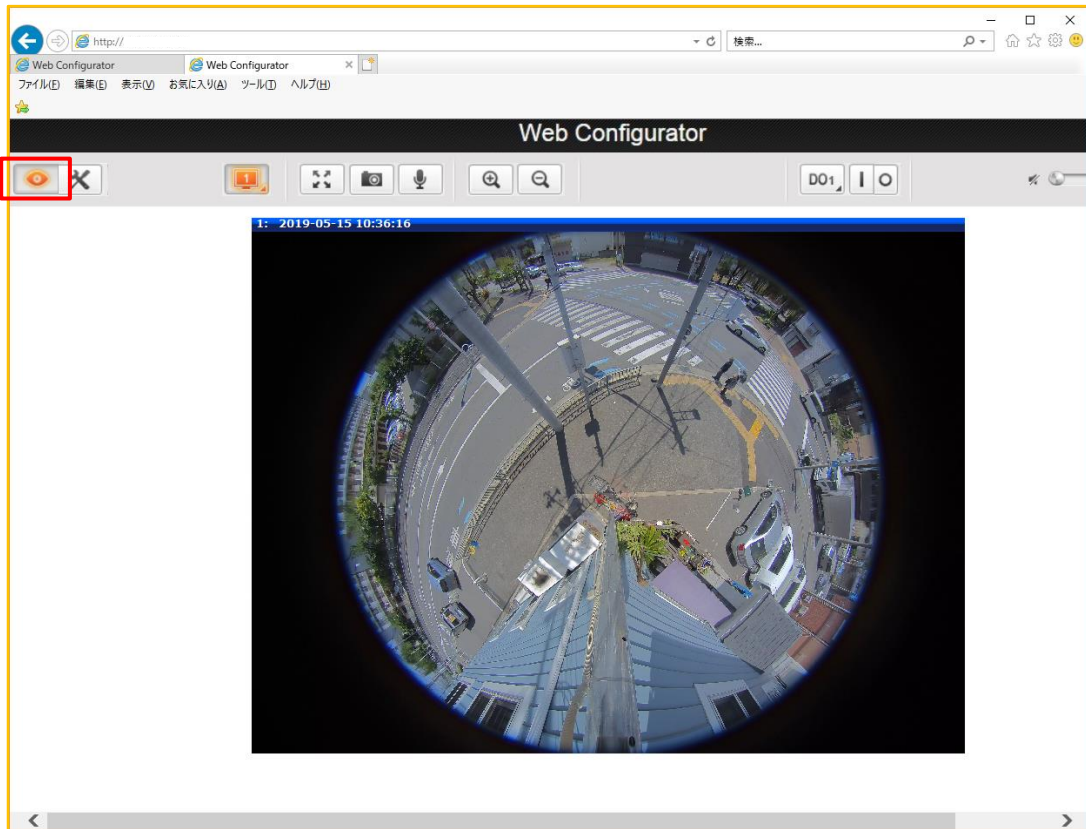 http://
検索...
Web Configurator
Web Configurator
ファイル(F) 編集(E) 表示(V) お気に入り(A) ツール(T) ヘルプ(H)
Web Configurator
1
DO1
1: 2019-05-15 10:36:16